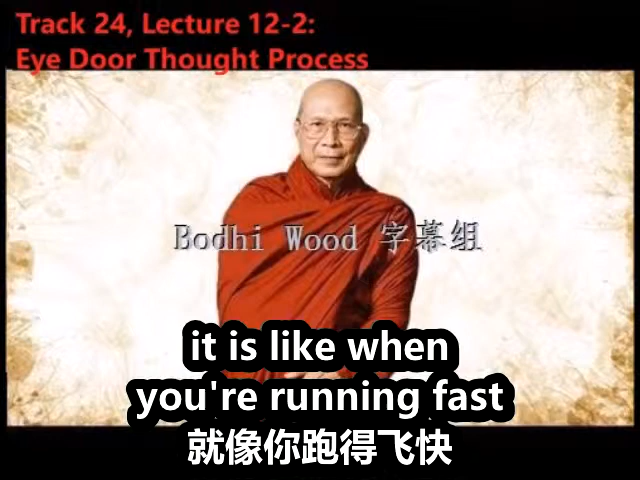 Track 24, Lecture 12-2:
Eye Door Thought Process
Bodhi Wood 字幕组
it is like when
you're running fast
就像你跑得飞快